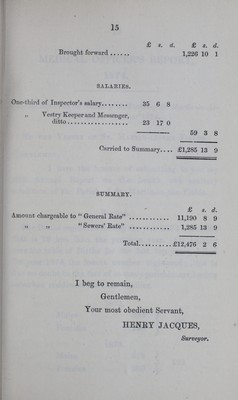 15
£ s. d. £ s. d.
Brought forward ...... 1,226 10 1
SALARIES.
One-third of Inspector's salary........ 35 6 8
„ Vestry Keeper and Messenger,
ditto .................... 23 17 0
59 3 8
Carried to Summary.... £1,285 13 9
SUMMARY.
£ s. d.
Amount chargeable to "General Rate" ............ 11,190 8 9
„ „ "Sewers' Rate" ............ 1,285 13 9
Total..........£12,476 2 6
I beg to remain,
Gentlemen,
Your most obedient Servant,
HENRY JACQUES,
Surveyor.